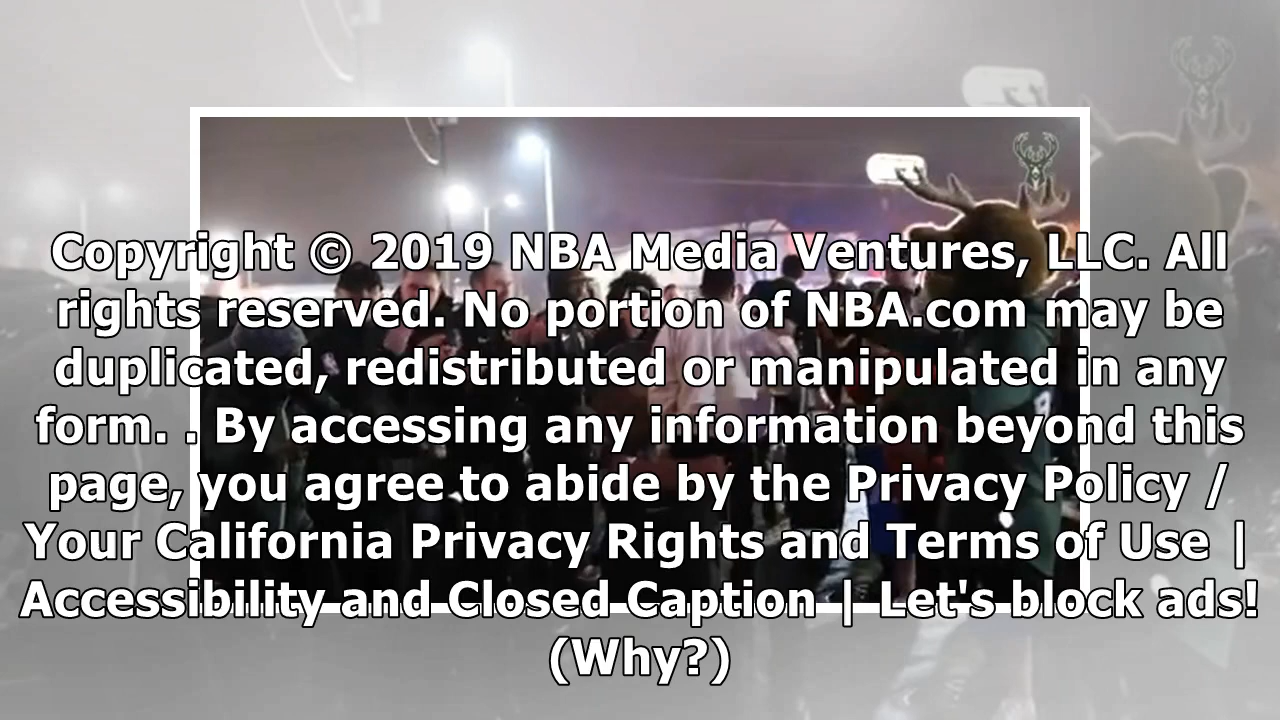 Copyright © 2019 NBA Media Ventures, LLC. All
rights reserved. No portion of NBA.com may be
duplicated, redistributed or manipulated in any
form. . By accessing any information beyond this
page, you agree to abide by the Privacy Policy /
Your California Privacy Rights and Terms of Use |
Accessibility and Closed Caption | Let's block ads!
(Why?)